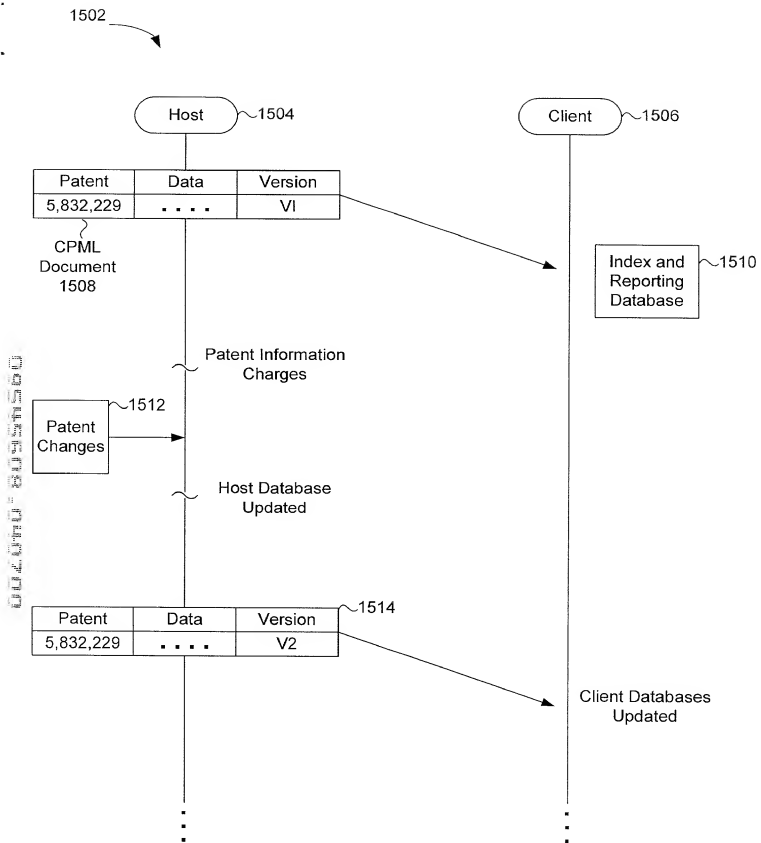 1502
Host
1504
Client
1506
Patent Data Version
5,832,229 .... VI
CPML
Document
1508
Index and
Reporting
Database
1510
Patent Information
Charges
1512
Patent
Changes
Host Database
Updated
1514
Patent Data Version
5,832,229 .... V2
Client Databases
Updated